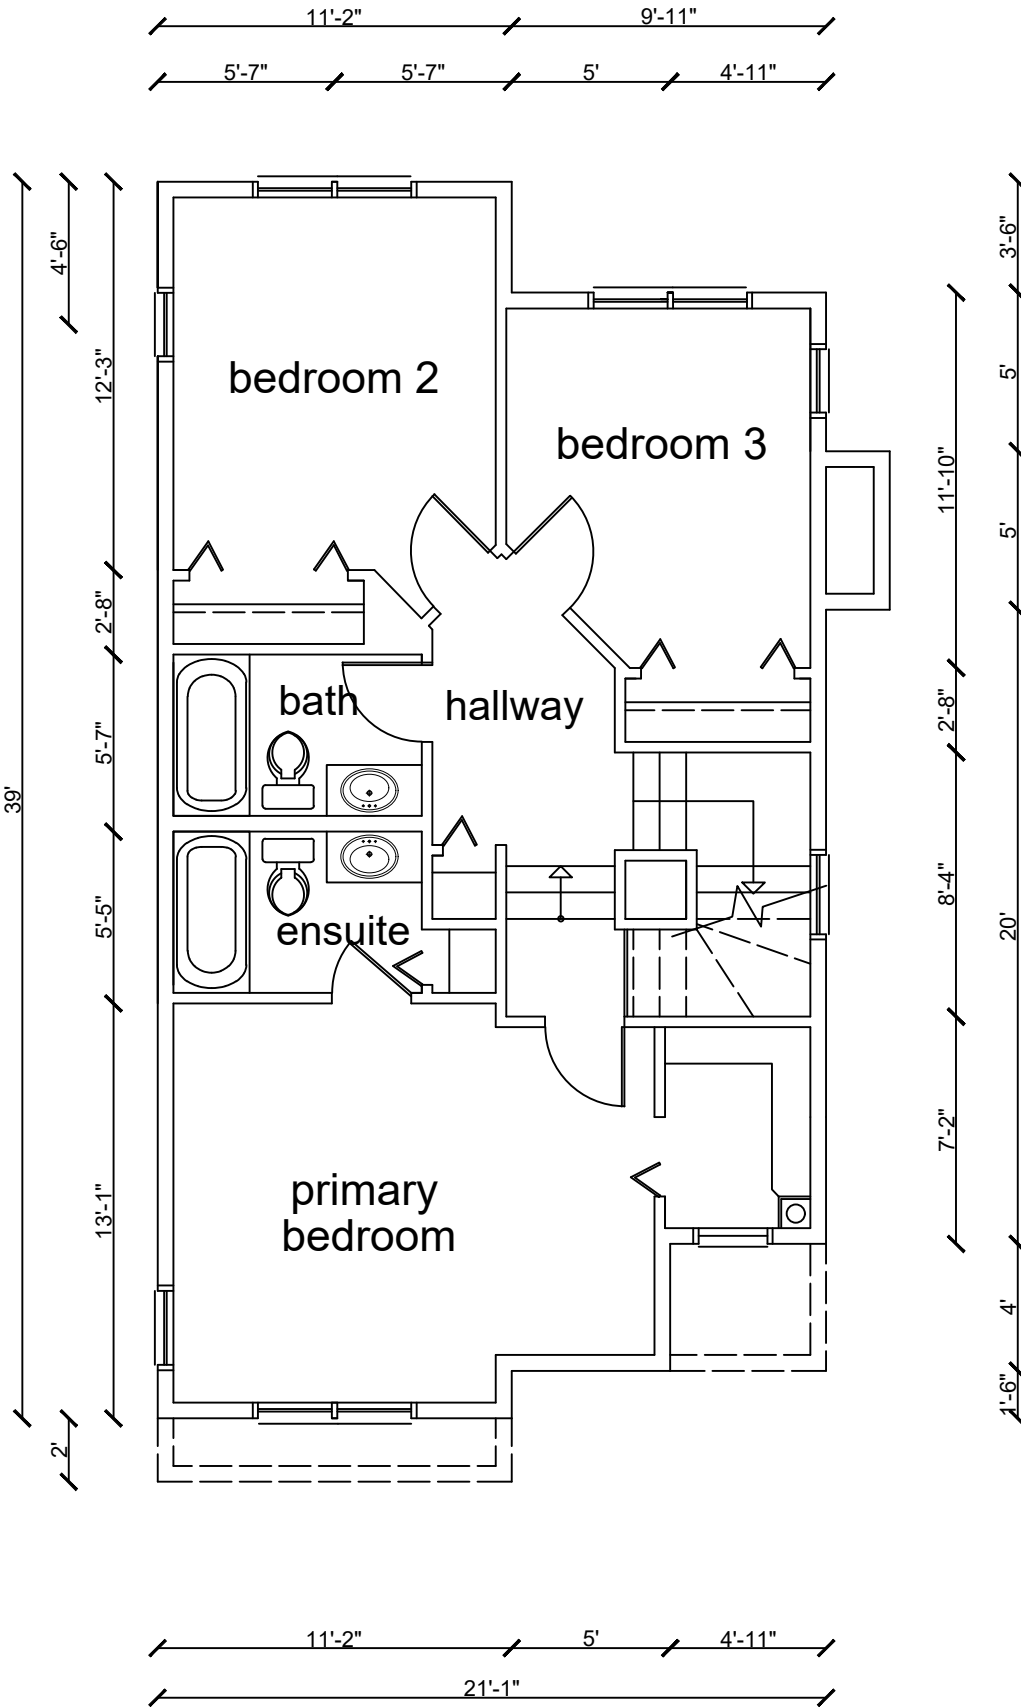 11'-2" 9'-11"
5'-7" 5'-7" 5' 4'-11"
4'-6"
3'-6"
12'-3"
bedroom 2
5'
bedroom 3
11'-10"
5'
2'-8"
bath
hallway
2'-8"
5'-7"
39'
8'-4"
5'-5"
ensuite
20'
7'-2"
13'-1"
primary
bedroom
4'
1'-6"
2'
11'-2" 5' 4'-11"
21'-1"